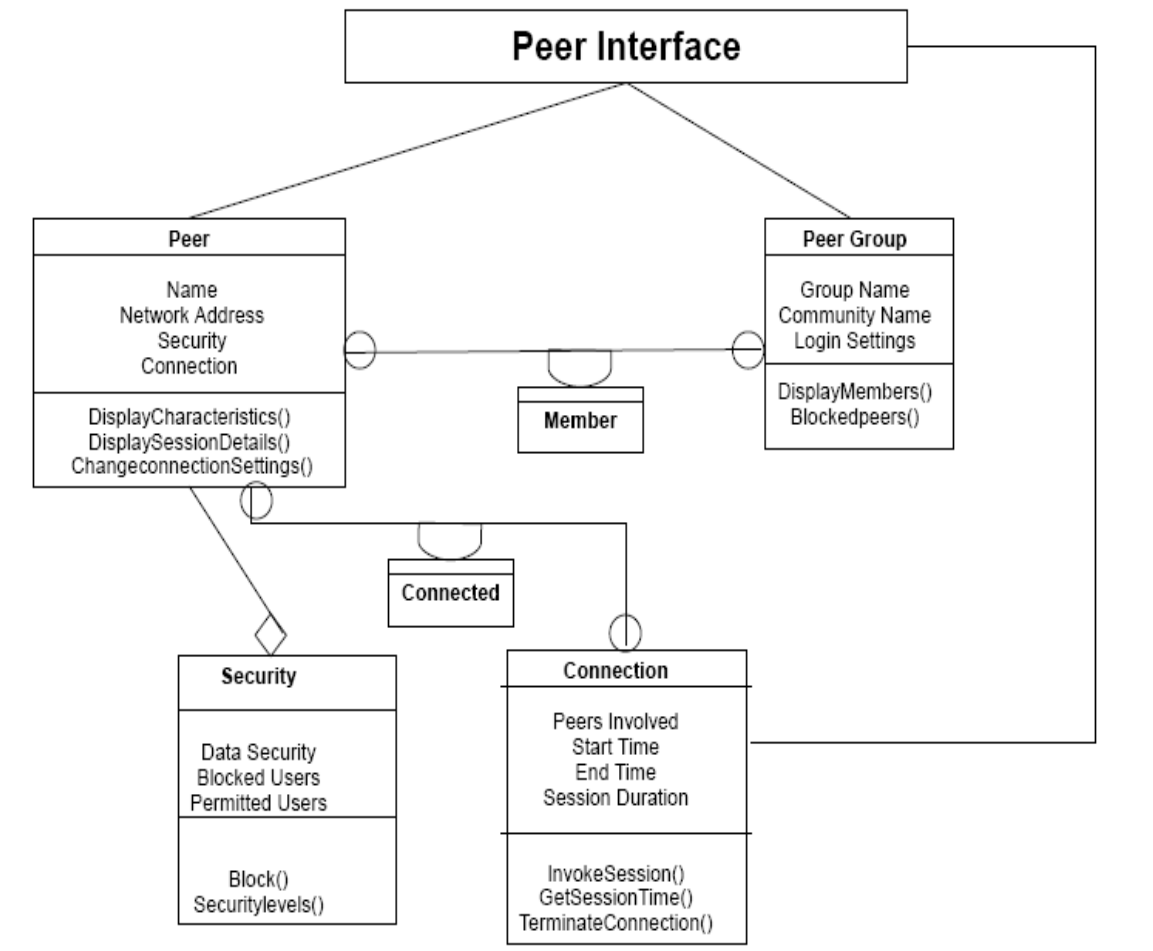 Peer Interface
Peer
Name
Network Address
Security
Connection
DisplayCharacteristics()
DisplaySessionDetails()
ChangeconnectionSettings()
Peer Group
Group Name
Community Name
Login Settings
DisplayMembers()
Blockedpeers()
Member
Connected
Security
Data Security
Blocked Users
Permitted Users
Block()
Securitylevels()
Connection
Peers Involved
Start Time
End Time
Session Duration
InvokeSession()
GetSessionTime()
TerminateConnection()